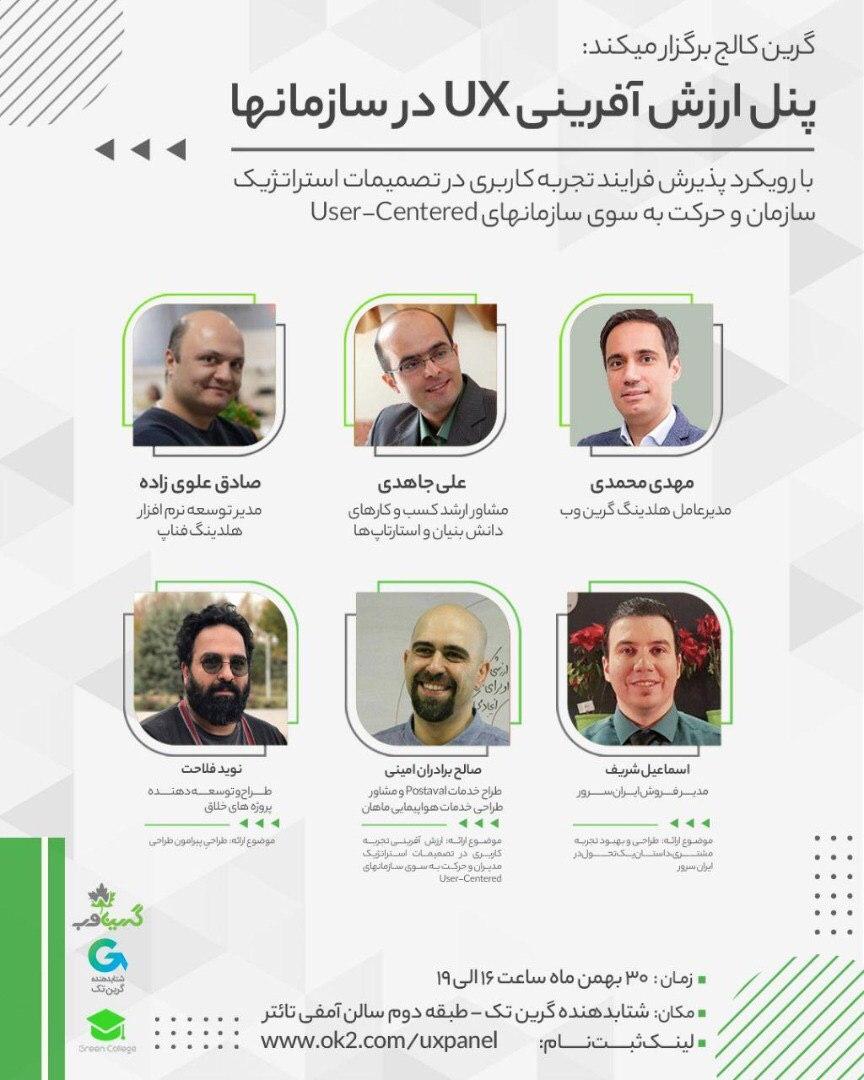 گرین کالج برگزار میکند:
پنل ارزش آفرینی UX در سازمانها
با رویکرد پذیرش فرایند تجربه کاربری در تصمیمات استراتژیک
سازمان و حرکت به سوی سازمانهای User-Centered
مهدی محمدی
مدیرعامل هلدینگ گرین وب
علی جاهدی
مشاور ارشد کسب و کارهای
دانش بنیان و استارتاپ‌ها
صادق علوی زاده
مدیر توسعه نرم افزار
هلدینگ فناپ
اسماعیل شریف
مدیر فروش ایران سرور
موضوع ارائه: طراحی و بهبود تجربه
مشتری،داستان یک تحول در
ایران سرور
صالح برادران امینی
طراح خدمات Postaval و مشاور
طراحی خدمات هواپیمایی ماهان
موضوع ارائه: ارزش آفرینی تجربه
کاربری در تصمیمات استراتژیک
مدیران و حرکت به سوی سازمانهای
User-Centered
نوید فلاحت
طراح و توسعه دهنده
پروژه های خلاق
موضوع ارائه: طراحیِ پیرامون طراحی
گرین وب
شتابدهنده
گرین تک
Green College
زمان: ۳۰ بهمن ماه ساعت ۱۶ الی ۱۹
مکان: شتابدهنده گرین تک - طبقه دوم سالن آمفی تائتر
لینک ثبت نام: www.ok2.com/uxpanel